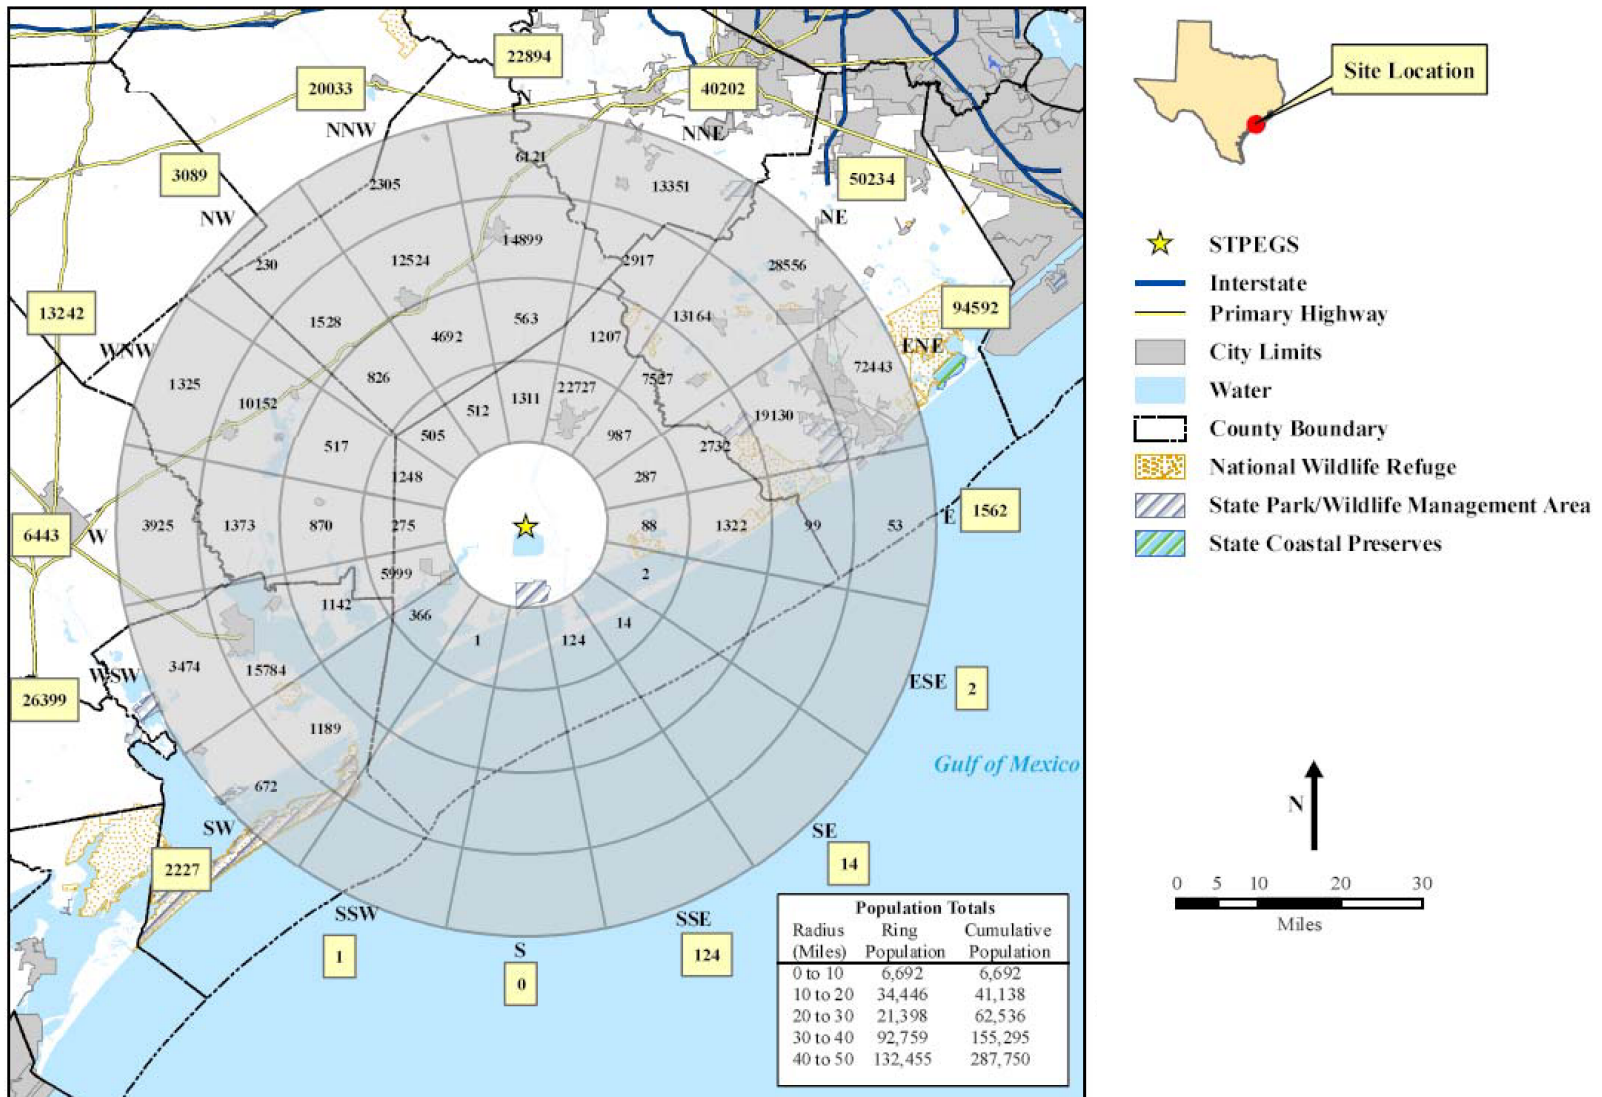 22894
N
20033
NNW
40202
NNE
3089
NW
50234
NE
13242
WNW
94592
ENE
6443
W
1562
E
26399
WSW
2
ESE
2227
SW
14
SE
1
SSW
124
SSE
S
0
6121
2305
13351
230
12524
14899
2917
28556
1528
4692
563
1207
13164
72443
1325
826
10152
512
1311
22727
7527
19130
517
505
987
2732
1248
287
3925
1373
870
275
88
1322
99
53
5999
2
1142
366
1
124
14
3474
15784
1189
672
Gulf of Mexico
Population Totals
Radius Ring Cumulative
(Miles) Population Population
0 to 10 6,692 6,692
10 to 20 34,446 41,138
20 to 30 21,398 62,536
30 to 40 92,759 155,295
40 to 50 132,455 287,750
Site Location
STPEGS
Interstate
Primary Highway
City Limits
Water
County Boundary
National Wildlife Refuge
State Park/Wildlife Management Area
State Coastal Preserves
N
0 5 10 20 30
Miles